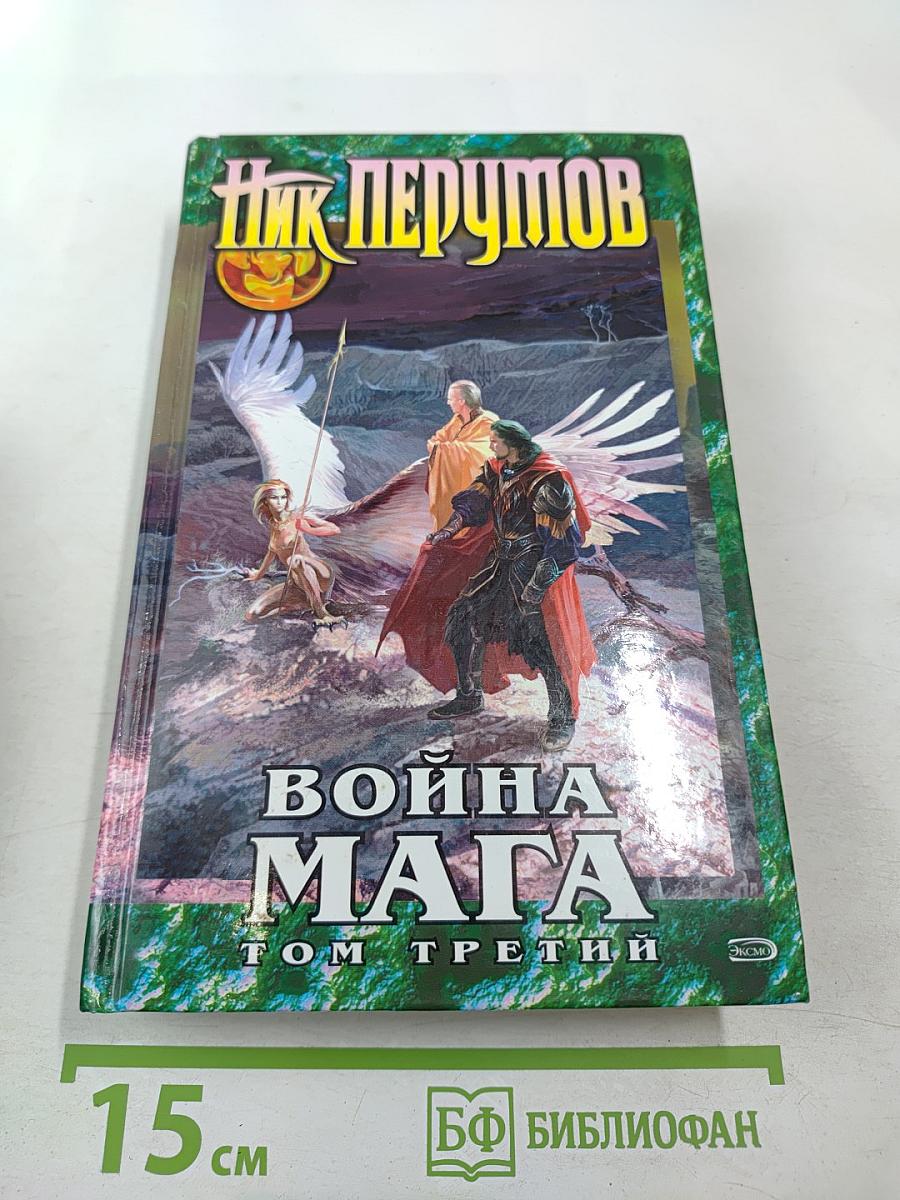 Ник ПЕРУМОВ
ВОЙНА
МАГА
ТОМ ТРЕТИЙ
ЭКСМО
15 см
БФ БИБЛИОФАН